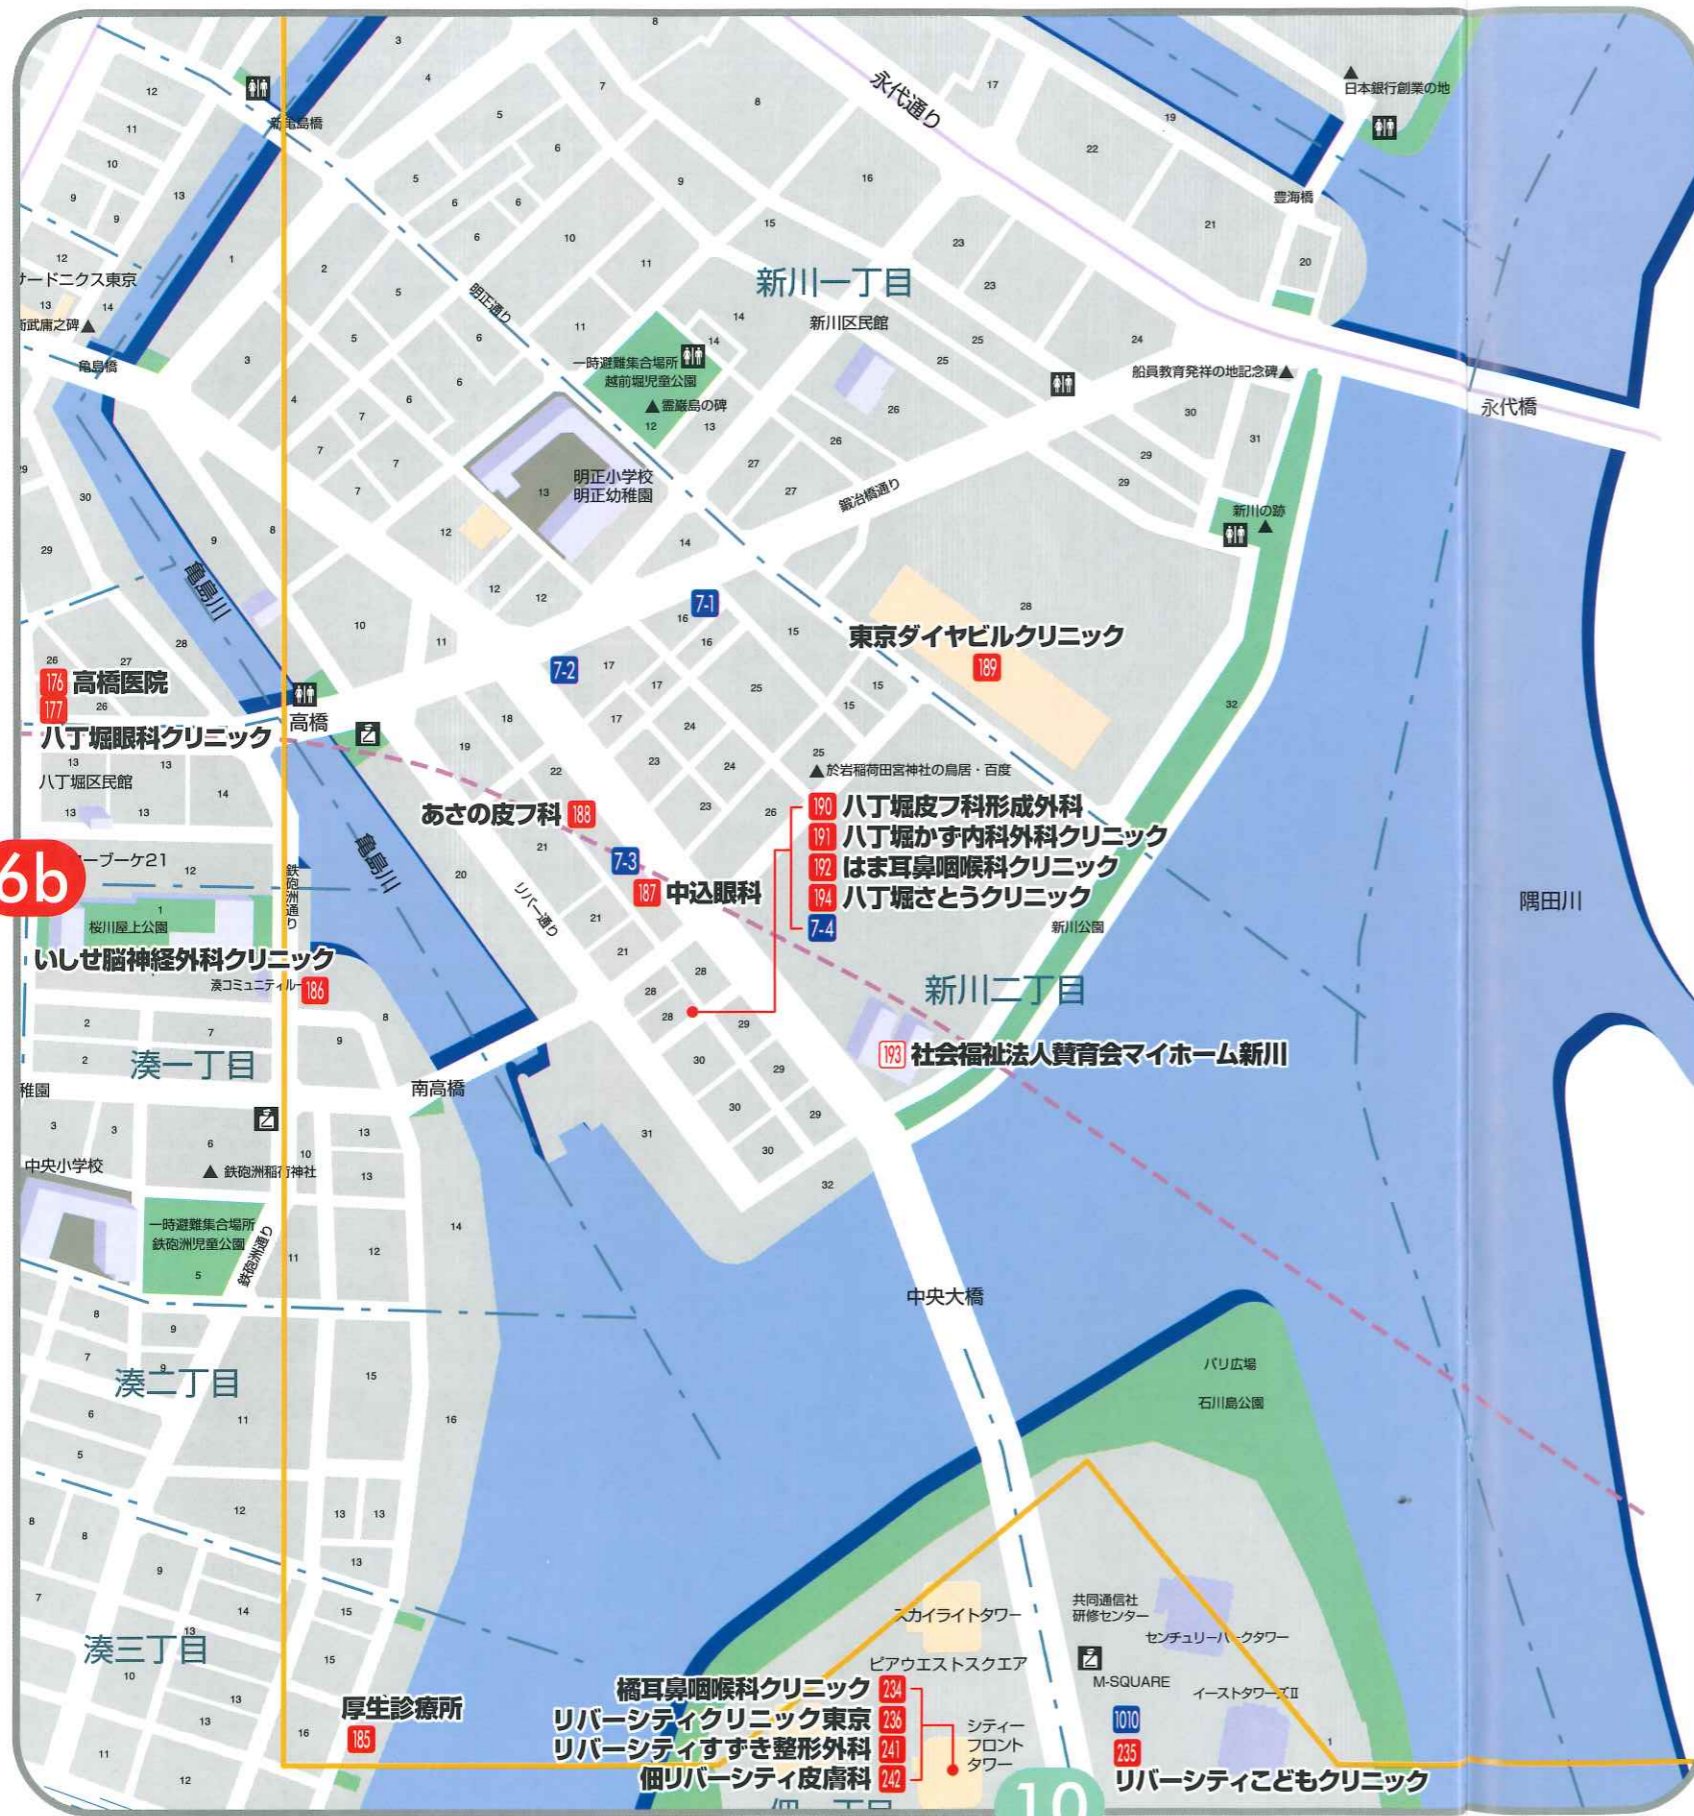 永代通り
日本銀行創業の地
新亀島橋
豊海橋
サードニクス東京
明正通り
新川一丁目
新川区民館
亀島橋
一時避難集合場所
越前堀児童公園
▲霊巌島の碑
船員教育発祥の地記念碑▲
永代橋
明正小学校
明正幼稚園
鍛冶橋通り
新川の跡
亀島川
7-1
7-2
東京ダイヤビルクリニック
189
176 高橋医院
177
八丁堀眼科クリニック
高橋
八丁堀区民館
▲於岩稲荷田宮神社の鳥居・百度
あさの皮フ科 188
190 八丁堀皮フ科形成外科
191 八丁堀かず内科外科クリニック
192 はま耳鼻咽喉科クリニック
194 八丁堀さとうクリニック
7-4
7-3
187 中込眼科
6b
ーブーケ21
亀島川
鉄砲洲通り
リバー通り
隅田川
桜川屋上公園
新川公園
いしせ脳神経外科クリニック
湊コミュニティルー
186
新川二丁目
193 社会福祉法人賛育会マイホーム新川
湊一丁目
南高橋
稚園
中央小学校
▲ 鉄砲洲稲荷神社
一時避難集合場所
鉄砲洲児童公園
鉄砲洲通り
中央大橋
湊二丁目
パリ広場
石川島公園
湊三丁目
スカイライトタワー
共同通信社
研修センター
センチュリーパークタワー
ピアウエストスクエア
M-SQUARE
イーストタワーズII
厚生診療所
185
橘耳鼻咽喉科クリニック 234
リバーシティクリニック東京 236
リバーシティすずき整形外科 241
佃リバーシティ皮膚科 242
シティー
フロント
タワー
1010
235
リバーシティこどもクリニック
10